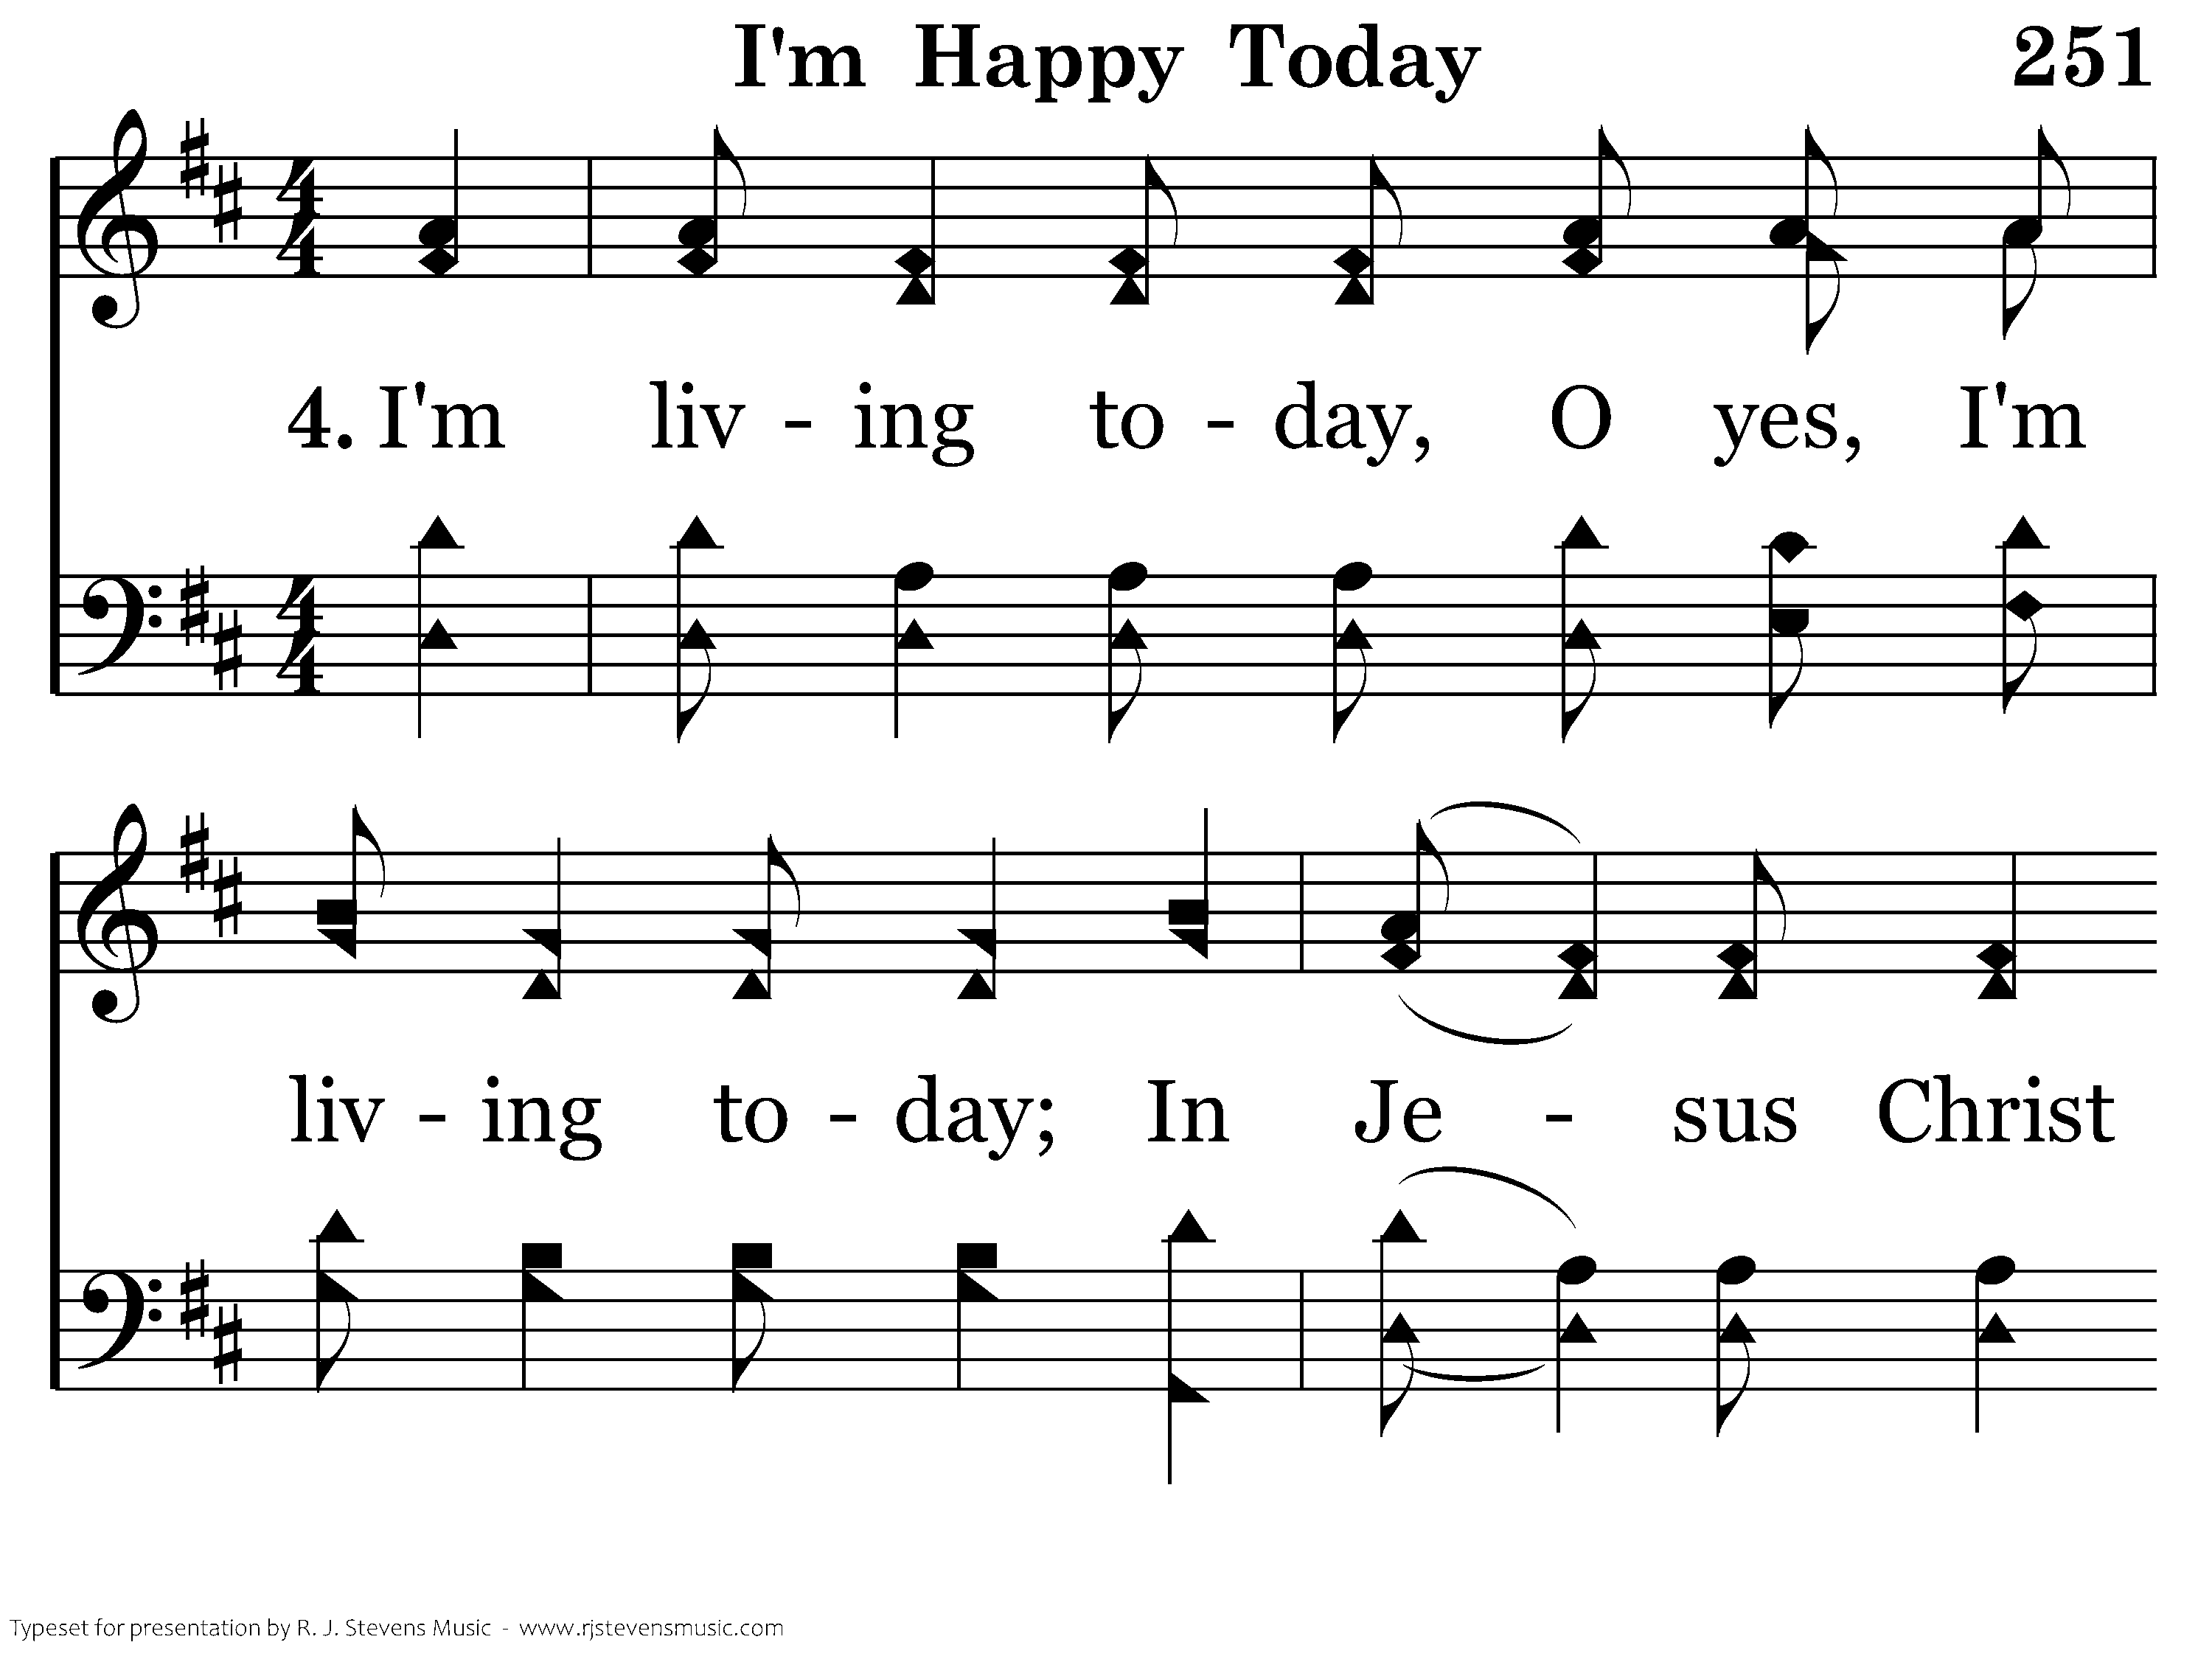 I'm Happy Today 251
4. I'm liv - ing to - day, O yes, I'm
liv - ing to - day; In Je - sus Christ
Typeset for presentation by R. J. Stevens Music - www.rjstevensmusic.com